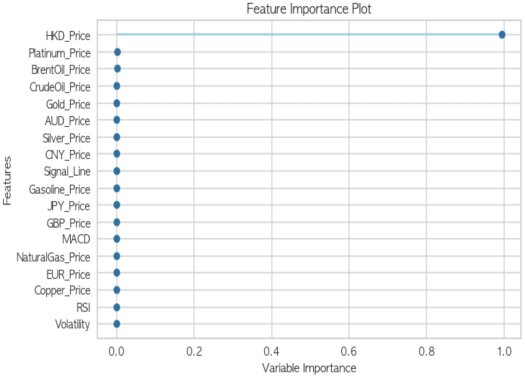 Feature Importance Plot
HKD_Price
Platinum_Price
BrentOil_Price
CrudeOil_Price
Gold_Price
AUD_Price
Silver_Price
CNY_Price
Signal_Line
Gasoline_Price
JPY_Price
GBP_Price
MACD
NaturalGas_Price
EUR_Price
Copper_Price
RSI
Volatility
Features
0.0 0.2 0.4 0.6 0.8 1.0
Variable Importance